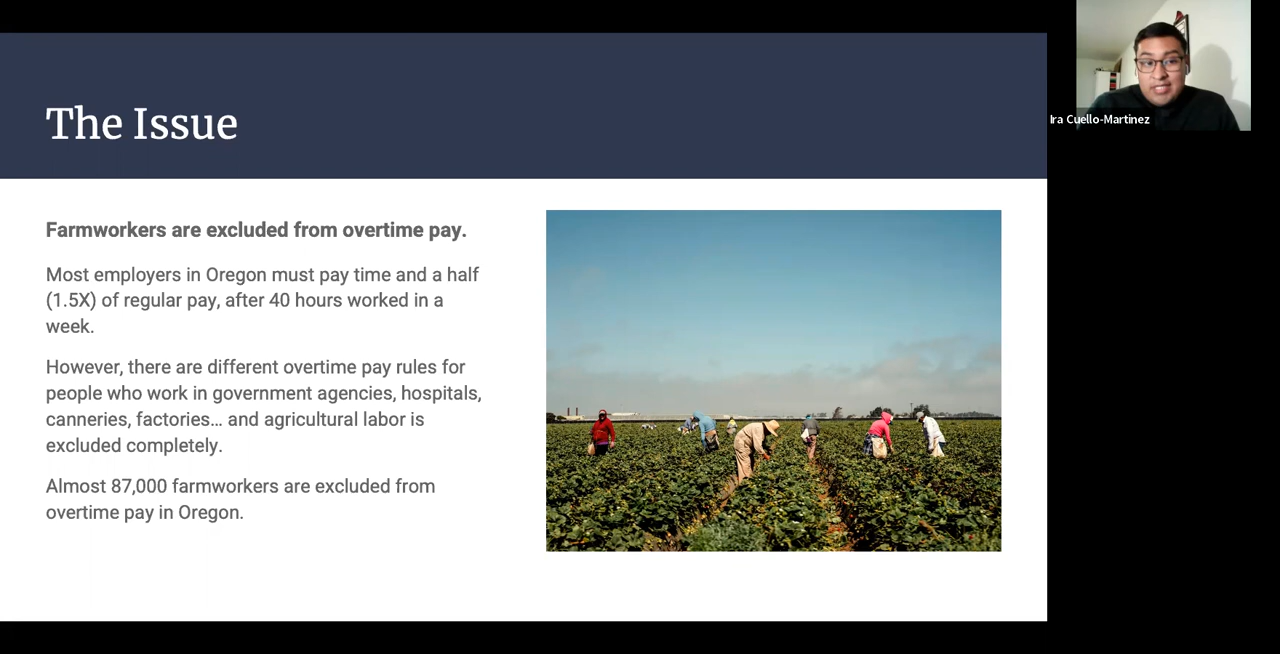 The Issue
Ira Cuello-Martinez
Farmworkers are excluded from overtime pay.
Most employers in Oregon must pay time and a half
(1.5X) of regular pay, after 40 hours worked in a
week.
However, there are different overtime pay rules for
people who work in government agencies, hospitals,
canneries, factories... and agricultural labor is
excluded completely.
Almost 87,000 farmworkers are excluded from
overtime pay in Oregon.